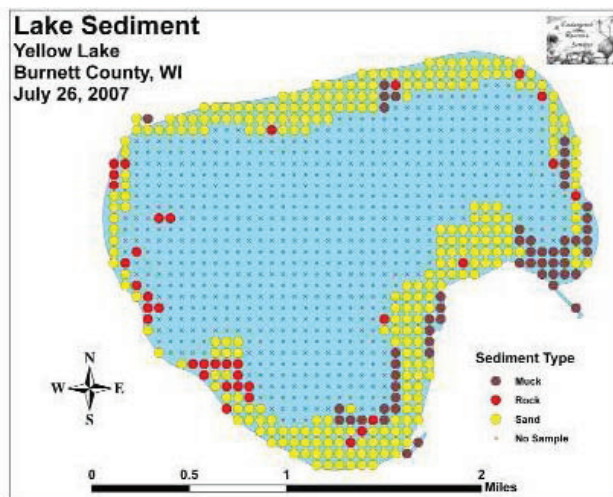 Lake Sediment
Yellow Lake
Burnett County, WI
July 26, 2007
N
W E
S
Sediment Type
Muck
Rock
Sand
No Sample
0 0.5 1 2
Miles